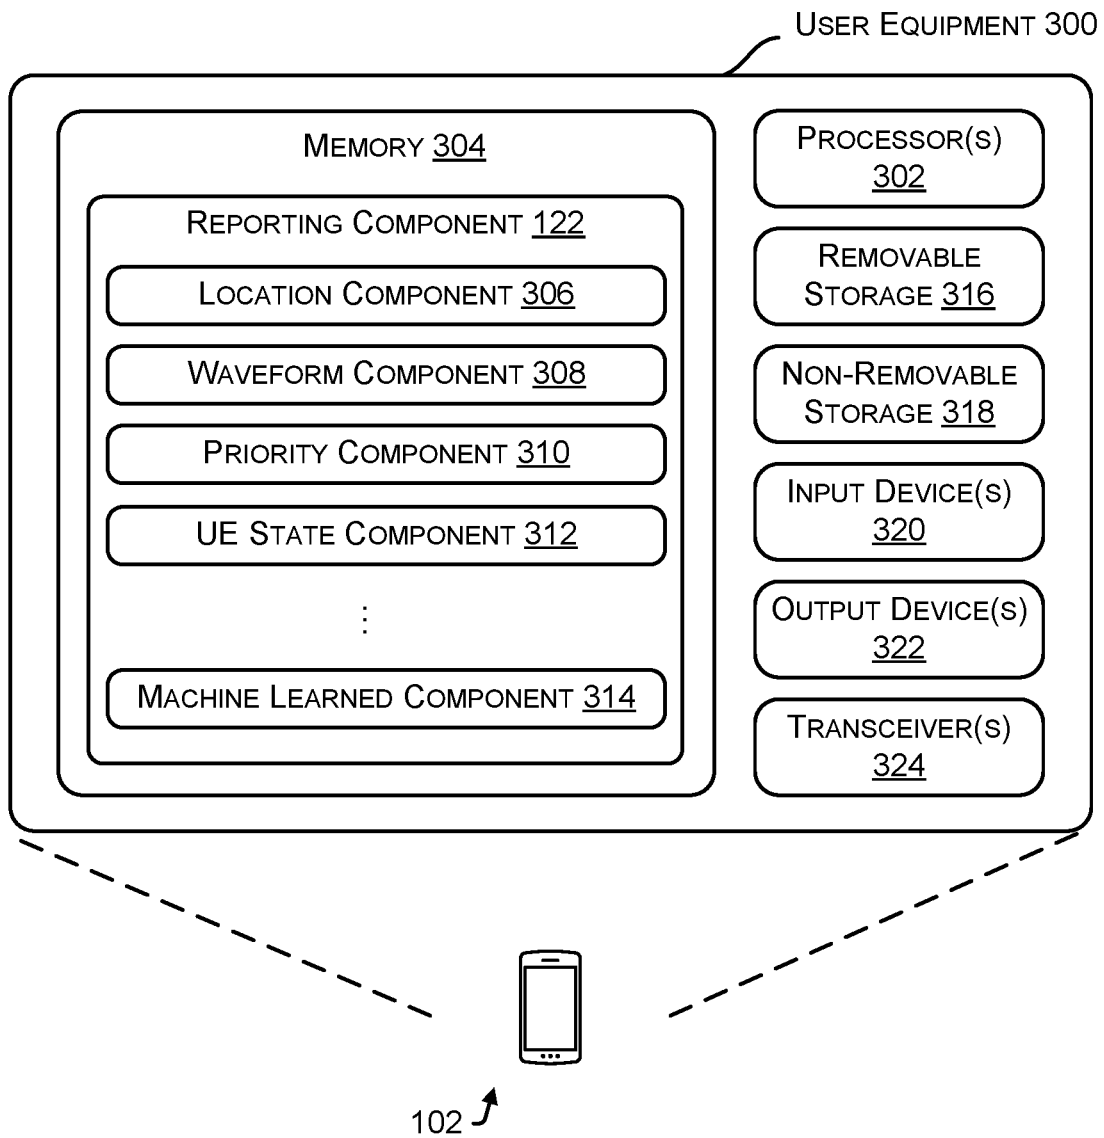 USER EQUIPMENT 300
MEMORY 304
REPORTING COMPONENT 122
LOCATION COMPONENT 306
WAVEFORM COMPONENT 308
PRIORITY COMPONENT 310
UE STATE COMPONENT 312
⋮
MACHINE LEARNED COMPONENT 314
PROCESSOR(S)
302
REMOVABLE
STORAGE 316
NON-REMOVABLE
STORAGE 318
INPUT DEVICE(S)
320
OUTPUT DEVICE(S)
322
TRANSCEIVER(S)
324
102